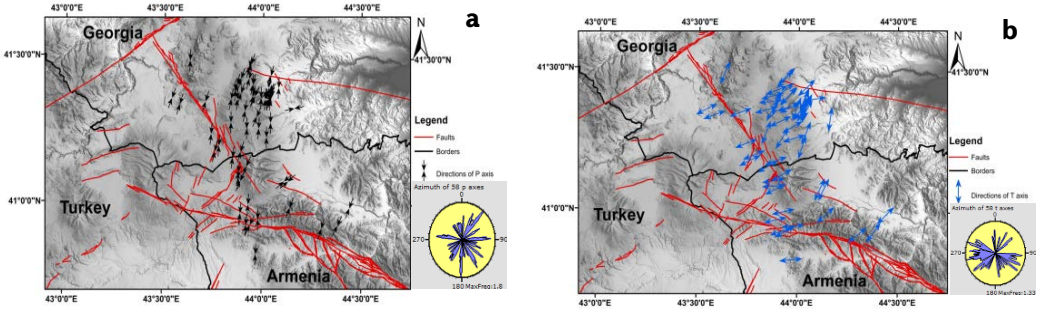 a
43°0'0"E 43°30'0"E 44°0'0"E
N
Georgia
41°30'0"N
41°30'0"N
Legend
Faults
Borders
Directions of P axis
Azimuth of 58 p axes
0
270 90
180 MaxFreq:1.8
41°0'0"N
41°0'0"N
Turkey
Armenia
43°0'0"E 43°30'0"E 44°0'0"E 44°30'0"E
b
43°0'0"E 43°30'0"E 44°0'0"E
N
Georgia
41°30'0"N
41°30'0"N
Legend
Faults
Borders
Directions of T axis
Azimuth of 58 t axes
0
270 90
180 MaxFreq:1.33
41°0'0"N
41°0'0"N
Turkey
Armenia
43°0'0"E 43°30'0"E 44°0'0"E 44°30'0"E